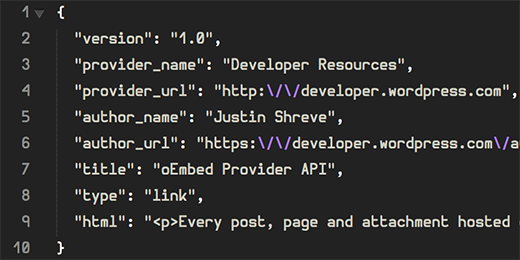 1 {
2 "version": "1.0",
3 "provider_name": "Developer Resources",
4 "provider_url": "http:\/\/developer.wordpress.com",
5 "author_name": "Justin Shreve",
6 "author_url": "https:\/\/developer.wordpress.com\/au
7 "title": "oEmbed Provider API",
8 "type": "link",
9 "html": "<p>Every post, page and attachment hosted
10 }